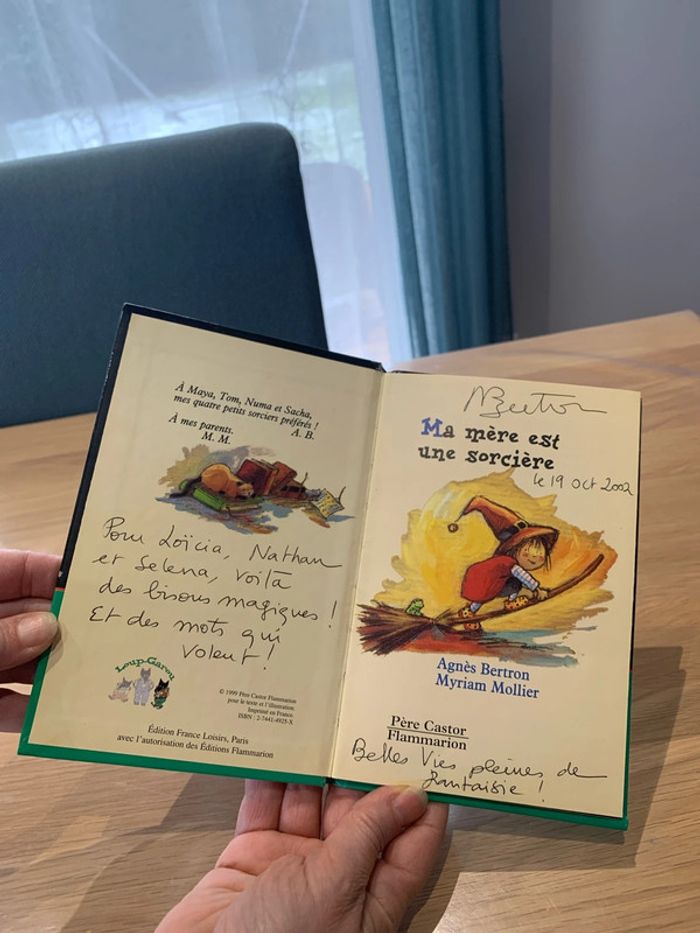 À Maya, Tom, Numa et Sacha,
mes quatre petits sorciers préférés !
A. B.
À mes parents.
M. M.
Pour Loïcia, Nathan
et Selena, voilà
des bisous magiques !
Et des mots qui
volent !
Loup-Garou
© 1999 Père Castor Flammarion
pour le texte et l'illustration.
Imprimé en France.
ISBN : 2-7441-4925-X
Édition France Loisirs, Paris
avec l'autorisation des Éditions Flammarion
ABertron
Ma mère est
une sorcière
le 19 oct 2002
Agnès Bertron
Myriam Mollier
Père Castor
Flammarion
Belles Vies pleines de
fantaisie !